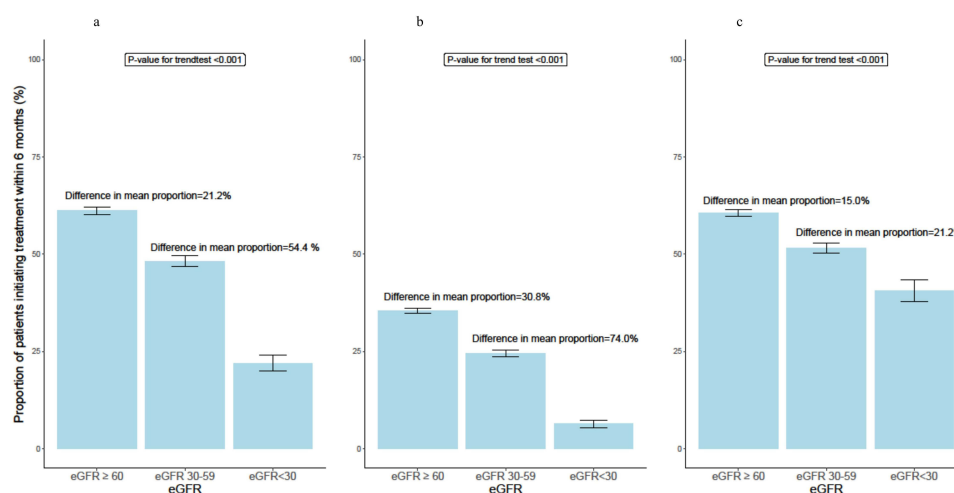 a
b
c
Proportion of patients initiating treatment within 6 months (%)
100
75
50
25
0
P-value for trendtest <0.001
Difference in mean proportion=21.2%
Difference in mean proportion=54.4 %
eGFR ≥ 60
eGFR 30-59
eGFR<30
eGFR
100
75
50
25
0
P-value for trend test <0.001
Difference in mean proportion=30.8%
Difference in mean proportion=74.0%
eGFR ≥ 60
eGFR 30-59
eGFR<30
eGFR
100
75
50
25
0
P-value for trend test <0.001
Difference in mean proportion=15.0%
Difference in mean proportion=21.2
eGFR ≥ 60
eGFR 30-59
eGFR<30
eGFR